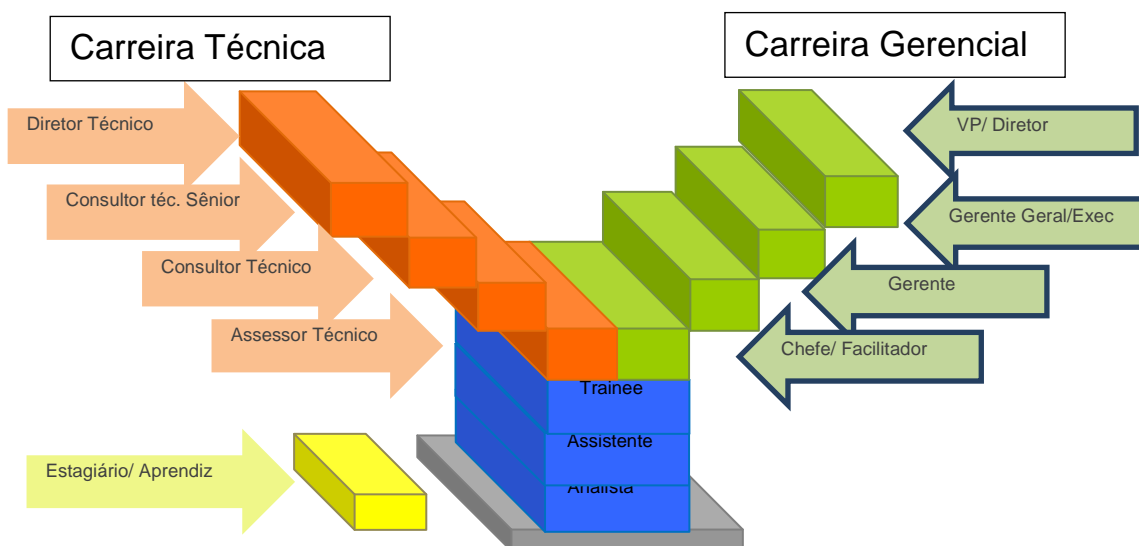 Carreira Técnica
Carreira Gerencial
Diretor Técnico
VP/ Diretor
Consultor téc. Sênior
Gerente Geral/Exec
Consultor Técnico
Gerente
Assessor Técnico
Chefe/ Facilitador
Trainee
Assistente
Analista
Estagiário/ Aprendiz